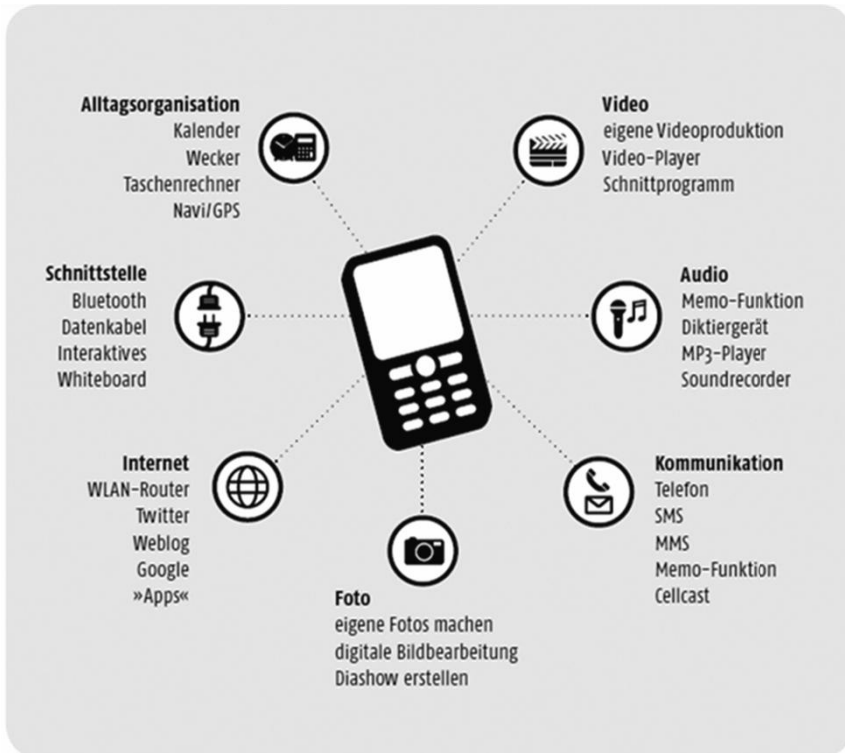 Alltagsorganisation
Kalender
Wecker
Taschenrechner
Navi/GPS
Video
eigene Videoproduktion
Video-Player
Schnittprogramm
Schnittstelle
Bluetooth
Datenkabel
Interaktives
Whiteboard
Audio
Memo-Funktion
Diktiergerät
MP3-Player
Soundrecorder
Internet
WLAN-Router
Twitter
Weblog
Google
»Apps«
Kommunikation
Telefon
SMS
MMS
Memo-Funktion
Cellcast
Foto
eigene Fotos machen
digitale Bildbearbeitung
Diashow erstellen